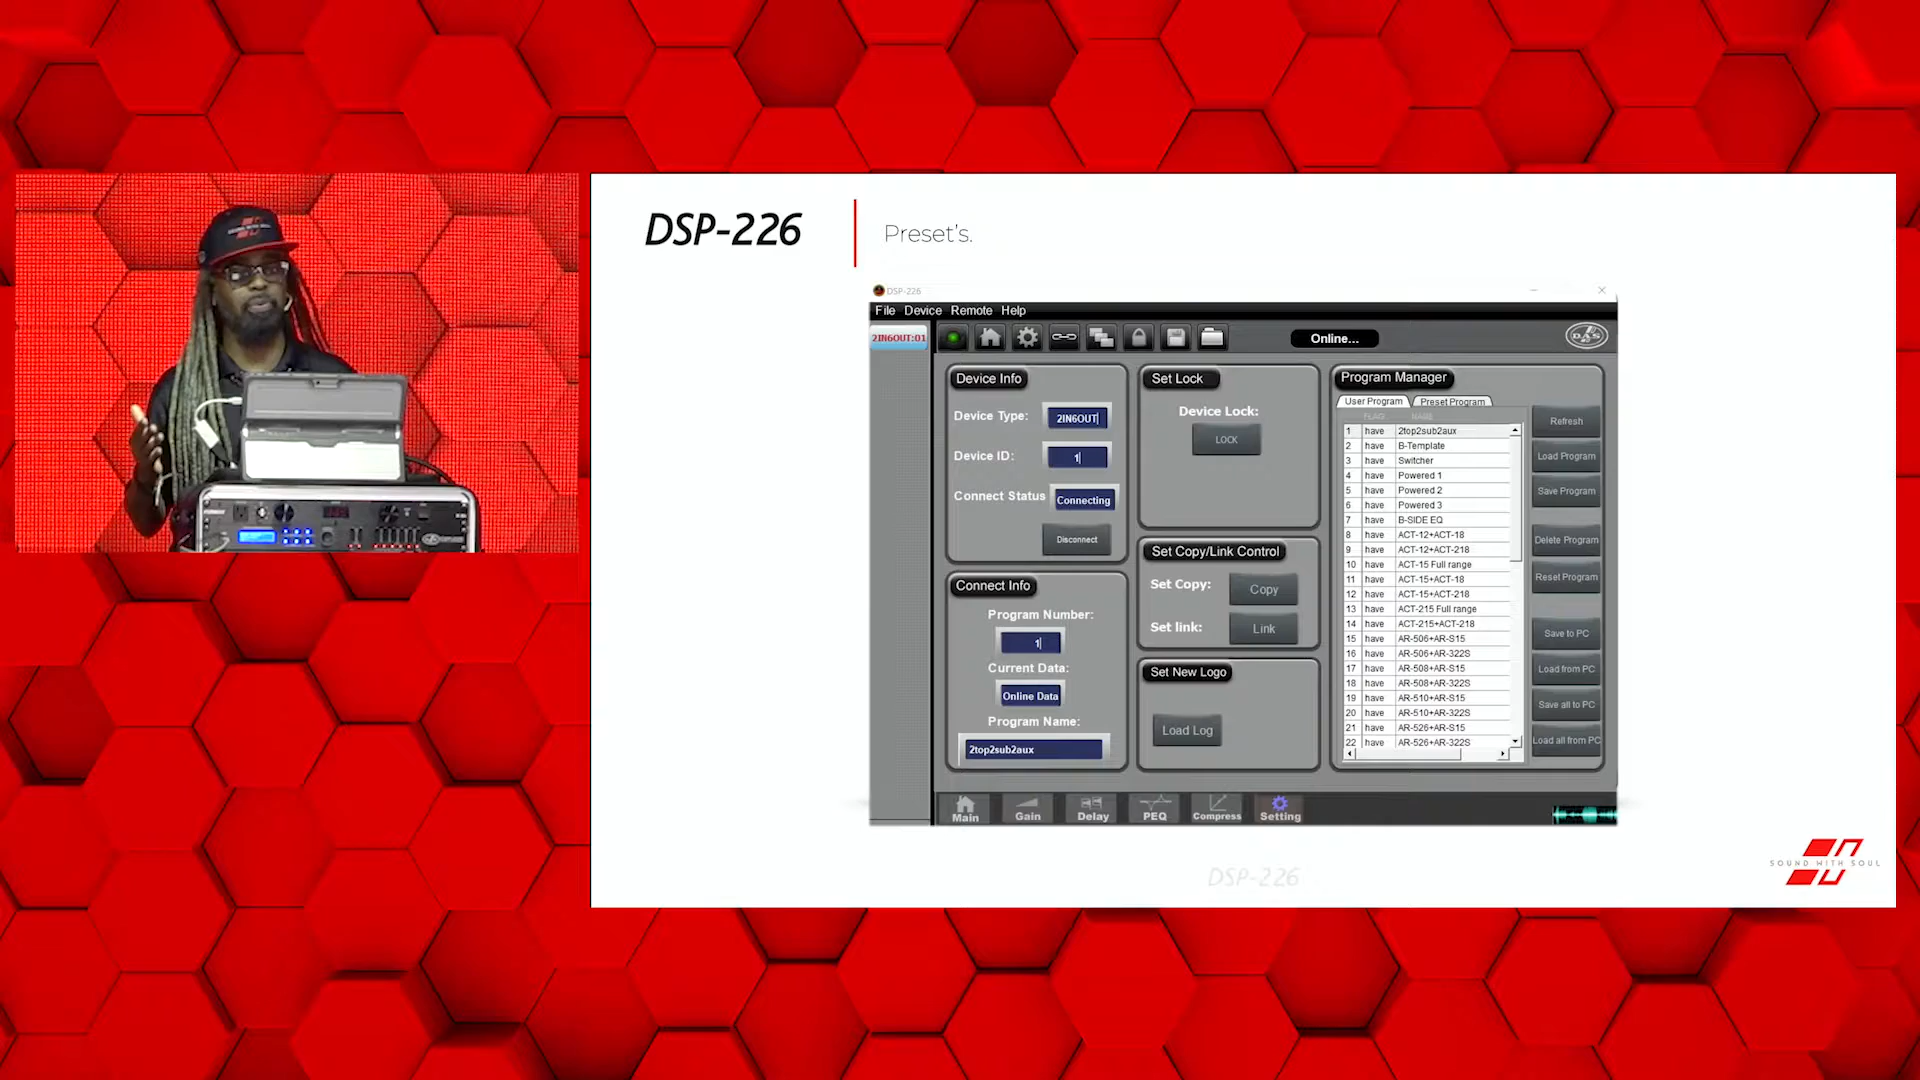 DSP-226
Preset's.
DSP-226
File Device Remote Help
2IN6OUT:01
Online...
DAS
Device Info
Device Type: 2IN6OUT
Device ID: 1
Connect Status Connecting
Disconnect
Connect Info
Program Number:
1
Current Data:
Online Data
Program Name:
2top2sub2aux
Set Lock
Device Lock:
LOCK
Set Copy/Link Control
Set Copy: Copy
Set link: Link
Set New Logo
Load Log
Program Manager
User Program Preset Program
FLAG NAME
1 have 2top2sub2aux
2 have B-Template
3 have Switcher
4 have Powered 1
5 have Powered 2
6 have Powered 3
7 have B-SIDE EQ
8 have ACT-12+ACT-18
9 have ACT-12+ACT-218
10 have ACT-15 Full range
11 have ACT-15+ACT-18
12 have ACT-15+ACT-218
13 have ACT-215 Full range
14 have ACT-215+ACT-218
15 have AR-506+AR-S15
16 have AR-506+AR-322S
17 have AR-508+AR-S15
18 have AR-508+AR-322S
19 have AR-510+AR-S15
20 have AR-510+AR-322S
21 have AR-526+AR-S15
22 have AR-526+AR-322S
Refresh
Load Program
Save Program
Delete Program
Reset Program
Save to PC
Load from PC
Save all to PC
Load all from PC
Main Gain Delay PEQ Compress Setting
DSP-226
SOUND WITH SOUL